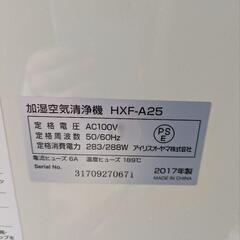 加湿空気清浄機 HXF-A25
定格電圧 AC100V
定格周波数 50/60Hz
定格消費電力 283/288W
PSE
アイリスオーヤマ株式会社
電流ヒューズ 6A 温度ヒューズ 189℃
Serial No.
3170927067i
2017年製
MADE IN CHINA